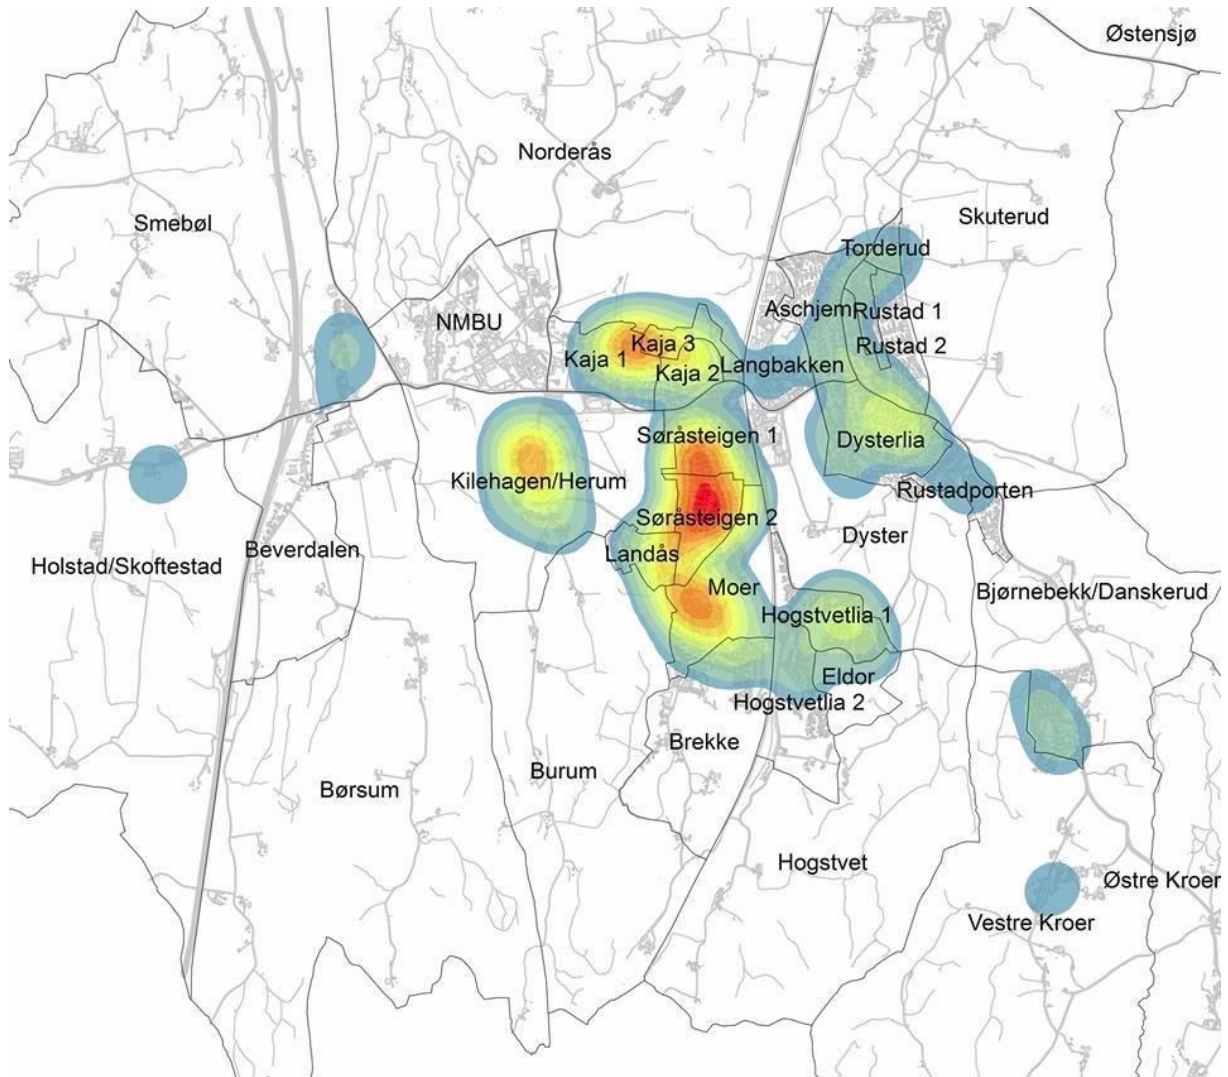 Østensjø
Norderås
Skuterud
Smebøl
Torderud
Aschjem
Rustad 1
NMBU
Kaja 3
Rustad 2
Kaja 1
Langbakken
Kaja 2
Søråsteigen 1
Dysterlia
Kilehagen/Herum
Rustadporten
Søråsteigen 2
Dyster
Beverdalen
Landås
Holstad/Skoftestad
Moer
Bjørnebekk/Danskerud
Hogstvetlia 1
Eldor
Hogstvetlia 2
Brekke
Burum
Børsum
Hogstvet
Østre Kroer
Vestre Kroer